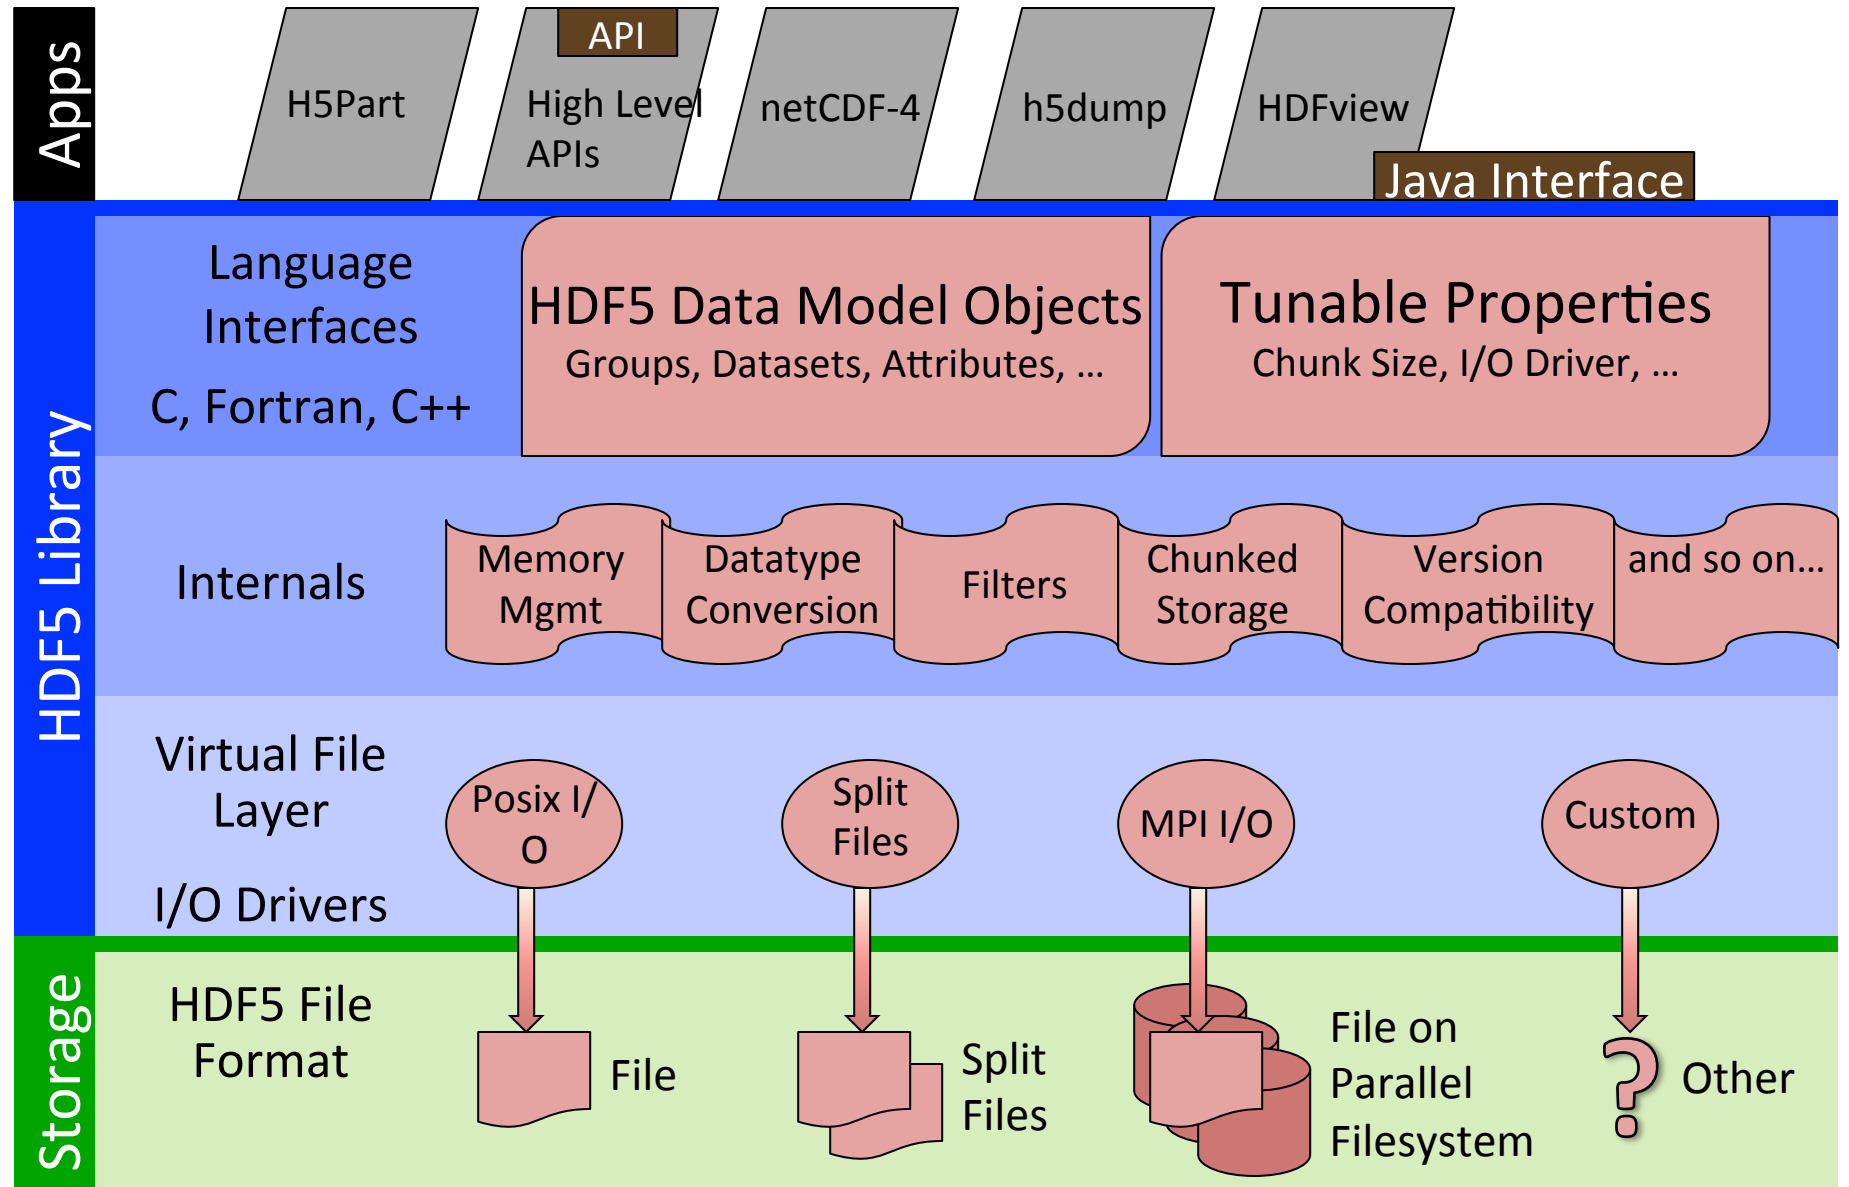 Apps
API
H5Part
High Level
APIs
netCDF-4
h5dump
HDFview
Java Interface
HDF5 Library
Language
Interfaces
C, Fortran, C++
HDF5 Data Model Objects
Groups, Datasets, Attributes, ...
Tunable Properties
Chunk Size, I/O Driver, ...
Internals
Memory
Mgmt
Datatype
Conversion
Filters
Chunked
Storage
Version
Compatibility
and so on...
Virtual File
Layer
I/O Drivers
Posix I/
O
Split
Files
MPI I/O
Custom
Storage
HDF5 File
Format
File
Split
Files
File on
Parallel
Filesystem
?
Other